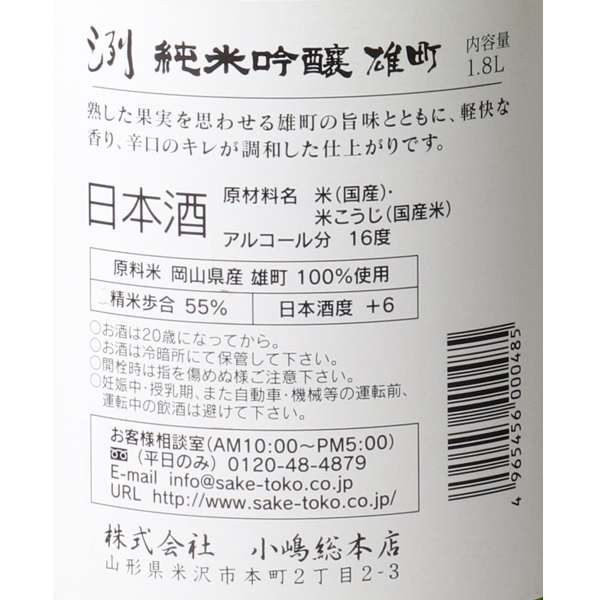 洌 純米吟醸 雄町
内容量
1.8L
熟した果実を思わせる雄町の旨味とともに、軽快な
香り、辛口のキレが調和した仕上がりです。
日本酒
原材料名 米(国産)・
米こうじ(国産米)
アルコール分 16度
原料米 岡山県産 雄町 100%使用
精米歩合 55%
日本酒度 +6
○お酒は20歳になってから。
○お酒は冷暗所にて保管して下さい。
○開栓時は指を傷めぬ様ご注意下さい。
○妊娠中・授乳期、また自動車・機械等の運転前、
運転中の飲酒は避けて下さい。
お客様相談室(AM10:00〜PM5:00)
(平日のみ) 0120-48-4879
E-mail info@sake-toko.co.jp
URL http://www.sake-toko.co.jp/
株式会社 小嶋総本店
山形県米沢市本町2丁目2-3
4 965456 000485